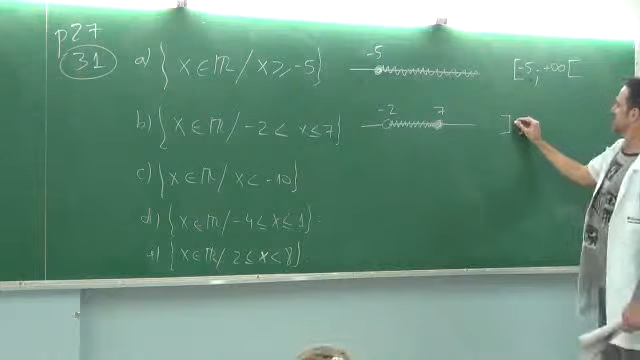 p27
31 a) {x∈ℝ / x ≥ -5} -5 [-5; +∞[
b) {x∈ℝ / -2 < x ≤ 7} -2 7 ]
c) {x∈ℝ / x < -10}
d) {x∈ℝ / -4 ≤ x ≤ 1}
e) {x∈ℝ / 2 ≤ x < 8}